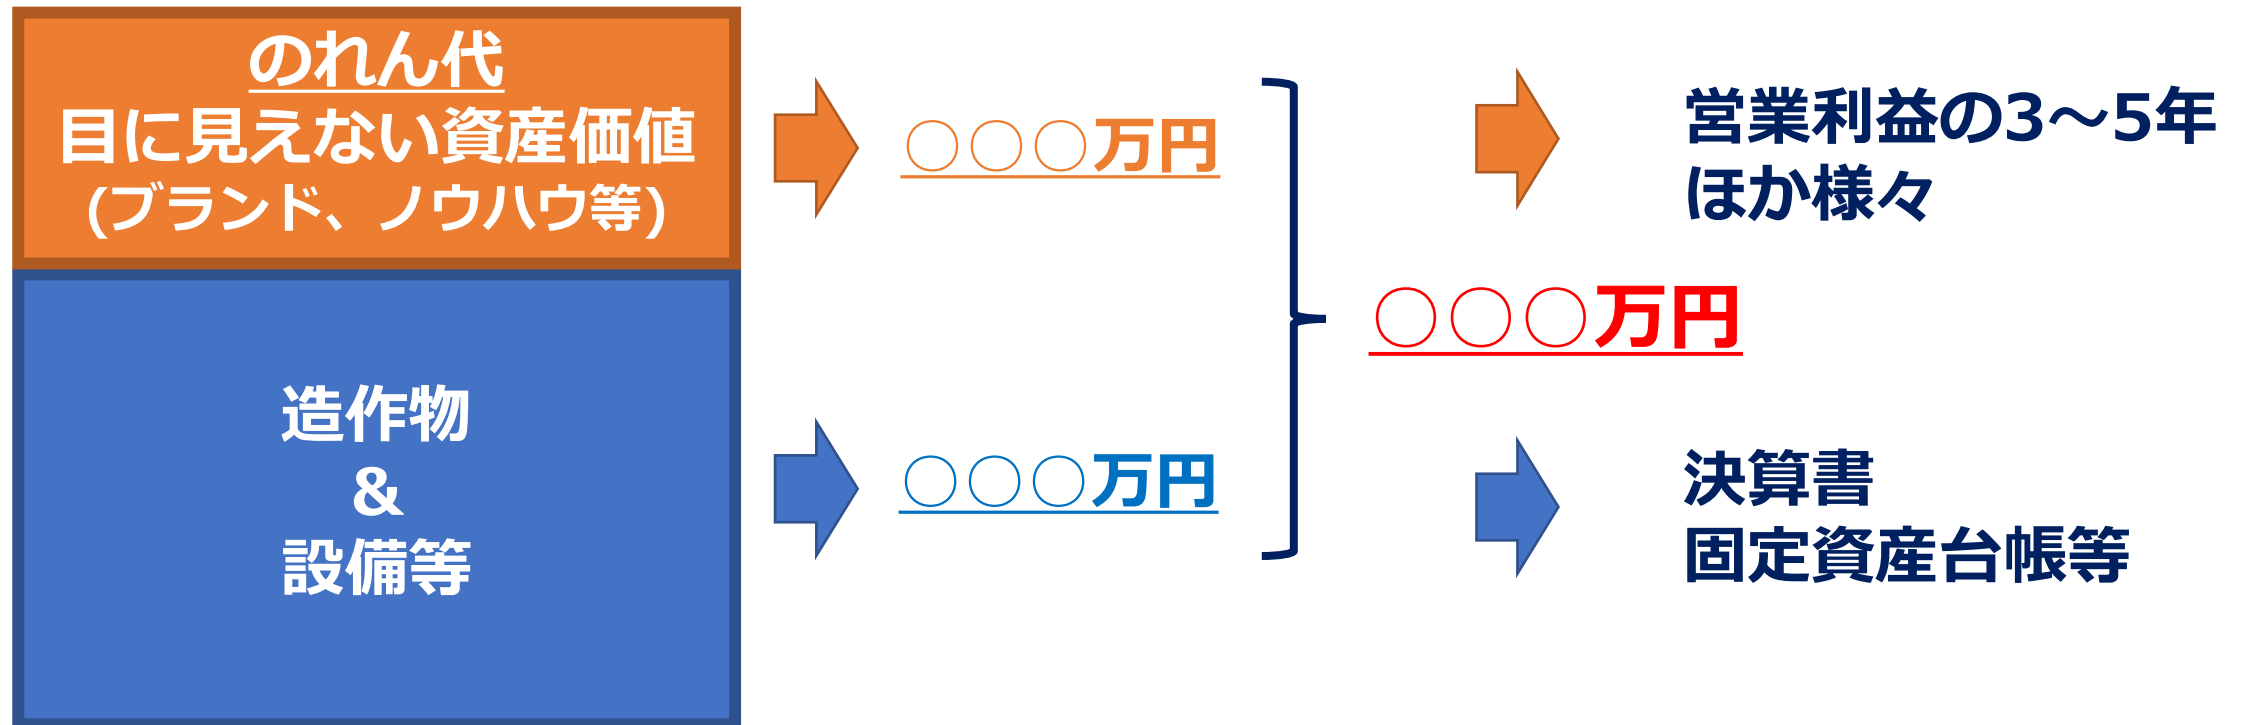 のれん代
目に見えない資産価値
(ブランド、ノウハウ等)
〇〇〇万円
営業利益の3～5年
ほか様々
〇〇〇万円
造作物
&
設備等
〇〇〇万円
決算書
固定資産台帳等